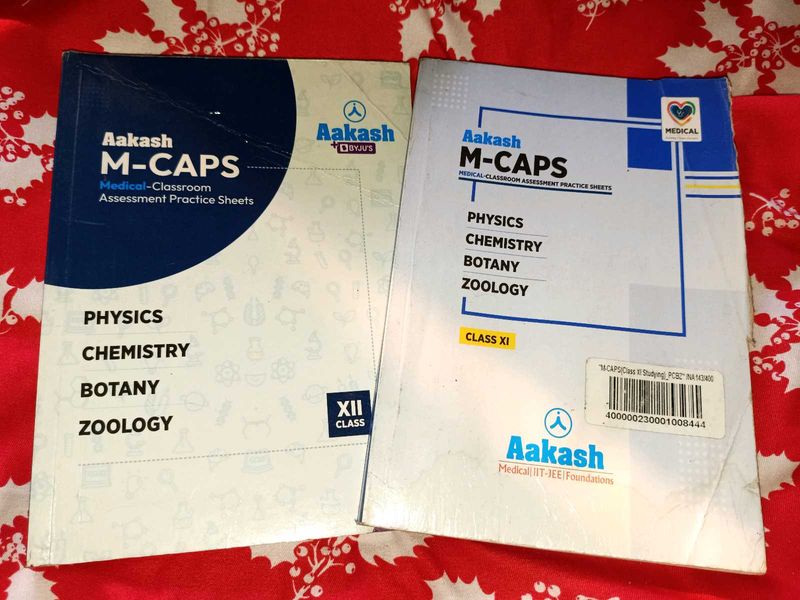 Aakash
M-CAPS
Medical-Classroom
Assessment Practice Sheets
Aakash
+ BYJU'S
PHYSICS
CHEMISTRY
BOTANY
ZOOLOGY
XII
CLASS
Aakash
M-CAPS
MEDICAL-CLASSROOM ASSESSMENT PRACTICE SHEETS
MEDICAL
PHYSICS
CHEMISTRY
BOTANY
ZOOLOGY
CLASS XI
"M-CAPS(Class XI Studying)_PCBZ" /NA143/400
400000230001008444
Aakash
Medical|IIT-JEE|Foundations